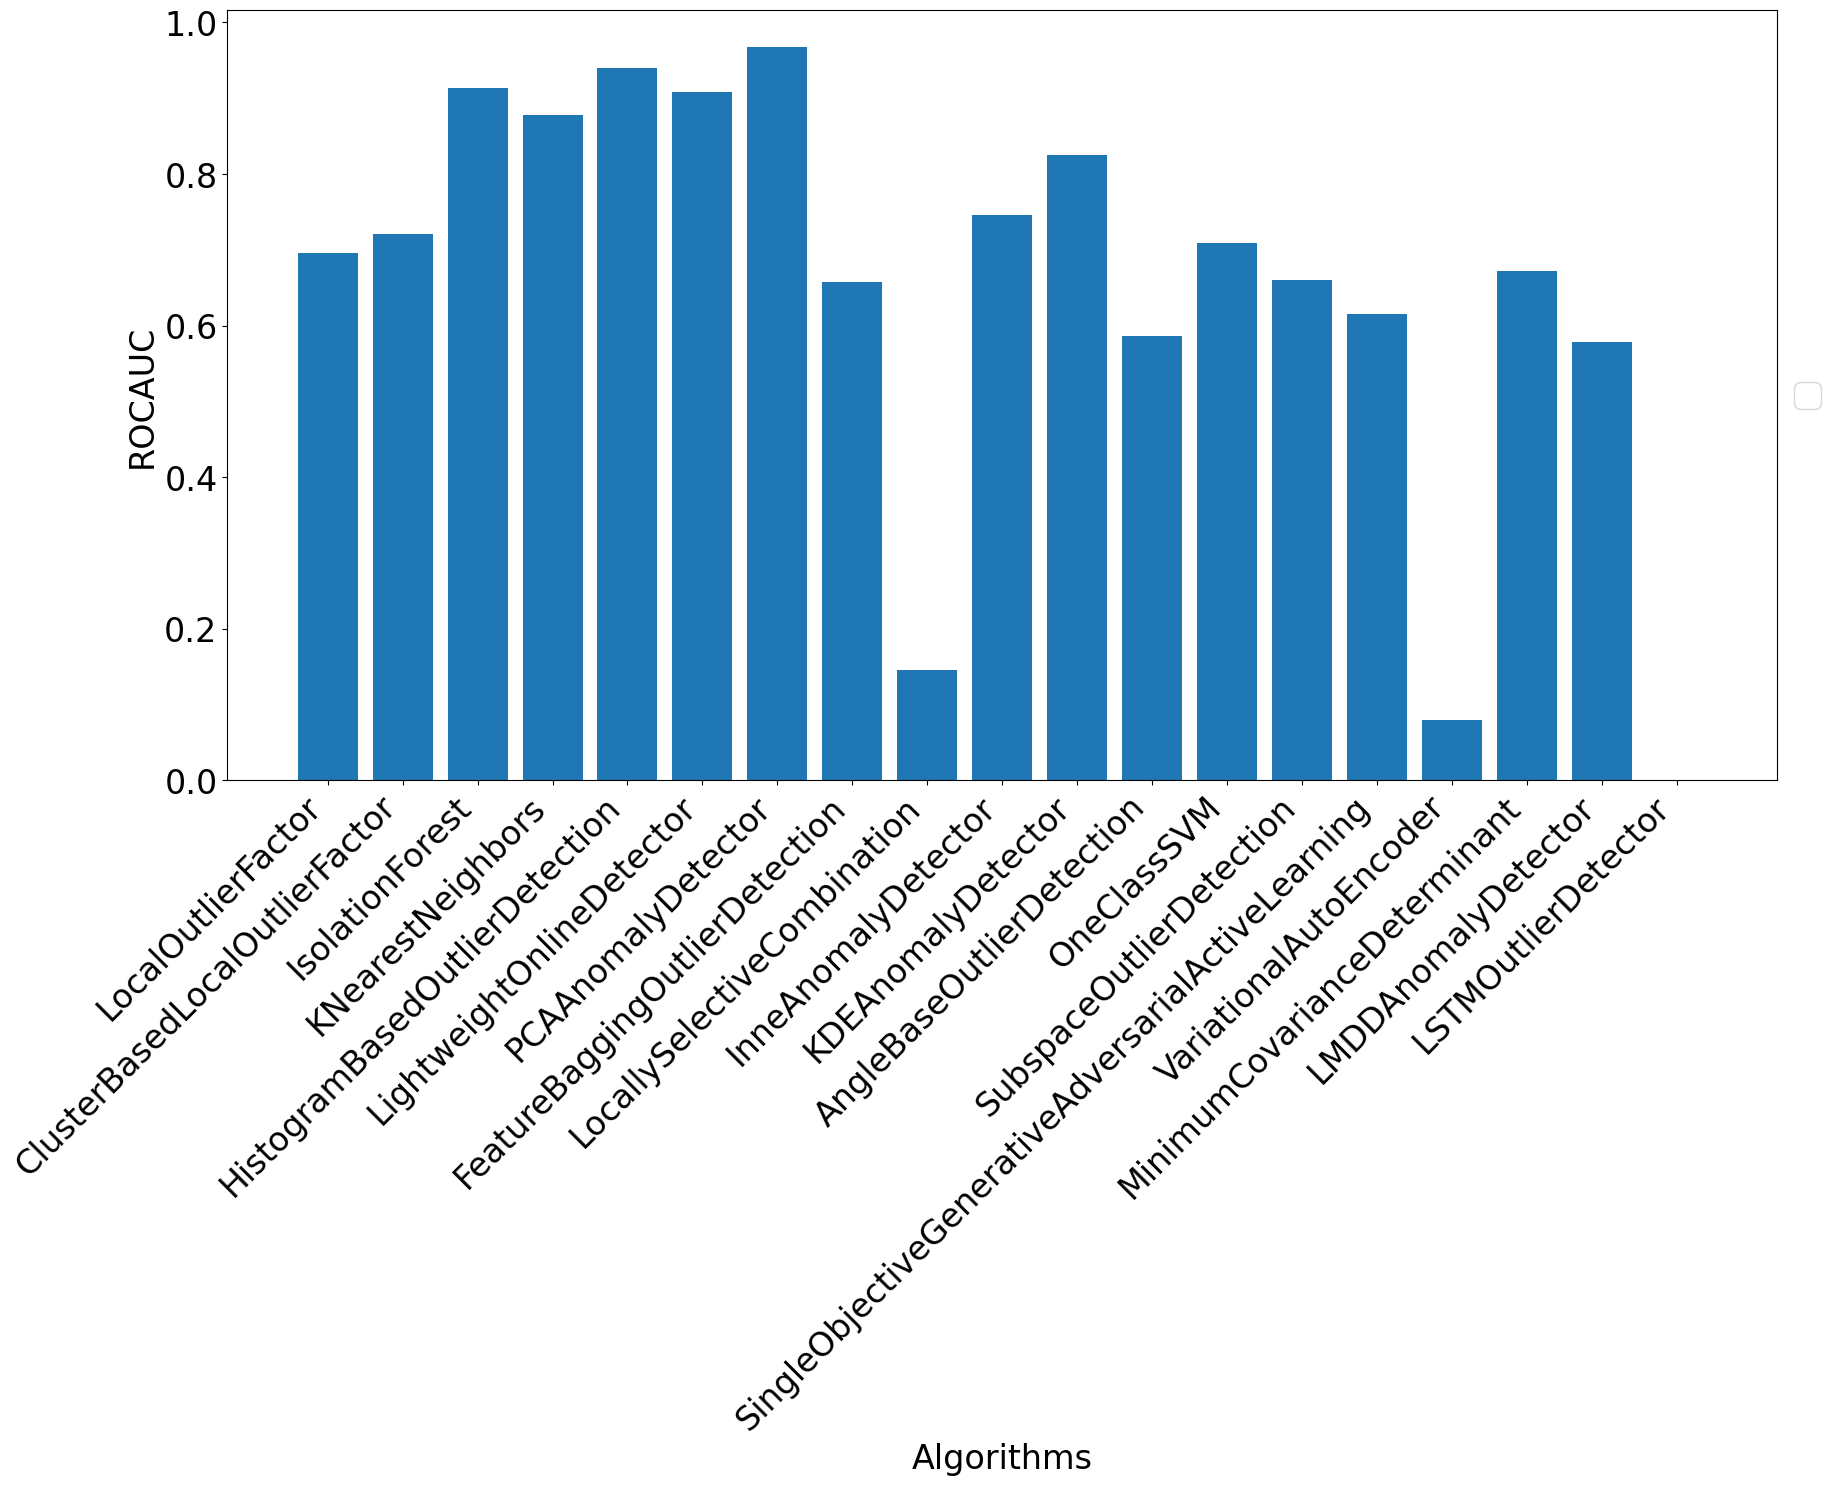 1.0
0.8
0.6
0.4
0.2
0.0
ROCAUC
LocalOutlierFactor
ClusterBasedLocalOutlierFactor
IsolationForest
KNearestNeighbors
HistogramBasedOutlierDetection
LightweightOnlineDetector
PCAAnomalyDetector
FeatureBaggingOutlierDetection
LocallySelectiveCombination
InneAnomalyDetector
KDEAnomalyDetector
AngleBaseOutlierDetection
OneClassSVM
SubspaceOutlierDetection
SingleObjectiveGenerativeAdversarialActiveLearning
VariationalAutoEncoder
MinimumCovarianceDeterminant
LMDDAnomalyDetector
LSTMOutlierDetector
Algorithms